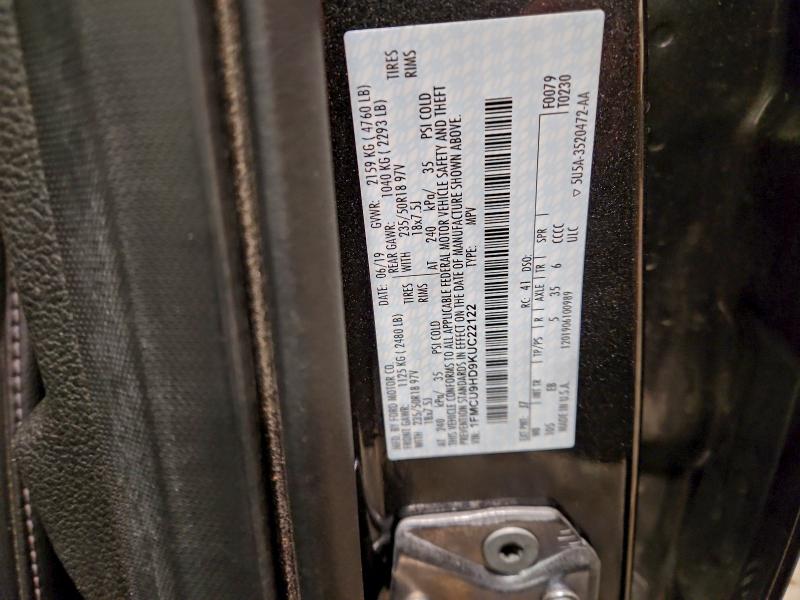 MFD. BY FORD MOTOR CO. DATE: 06/19 GVWR: 2159 KG ( 4760 LB)
FRONT GAWR: 1125 KG ( 2480 LB) REAR GAWR: 1040 KG ( 2293 LB)
235/50R18 97V TIRES WITH 235/50R18 97V TIRES
18x7.5J RIMS 18x7.5J RIMS
AT 240 kPa/ 35 PSI COLD AT 240 kPa/ 35 PSI COLD
THIS VEHICLE CONFORMS TO ALL APPLICABLE FEDERAL MOTOR VEHICLE SAFETY AND THEFT
PREVENTION STANDARDS IN EFFECT ON THE DATE OF MANUFACTURE SHOWN ABOVE.
VIN: 1FMCU9HD9KUC22122 TYPE: MPV
EXT PNT: J7 RC: 41 DSO: F0079
WB INT TR TP/PS R AXLE TR SPR T0230
105 EB 5 35 6 CCCC
ULC
MADE IN U.S.A. 1201906100989 ▽ 5U5A-3520472-AA